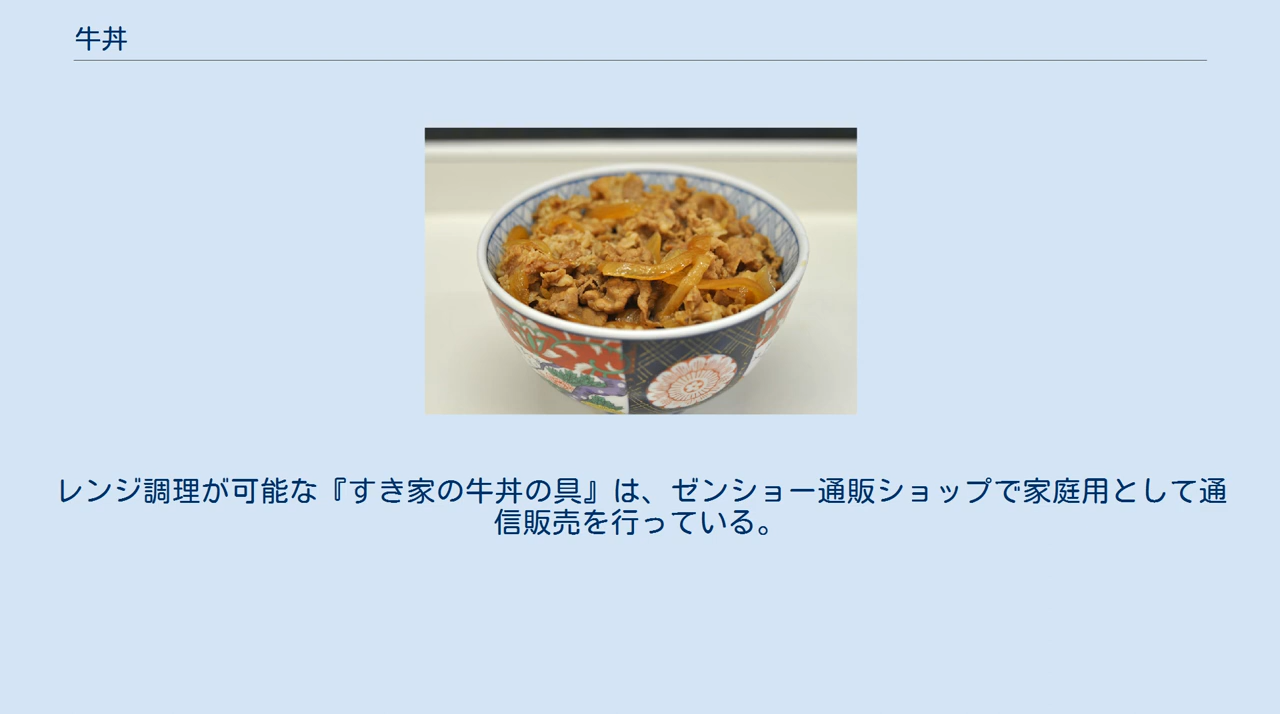 牛丼
レンジ調理が可能な『すき家の牛丼の具』は、ゼンショー通販ショップで家庭用として通
信販売を行っている。